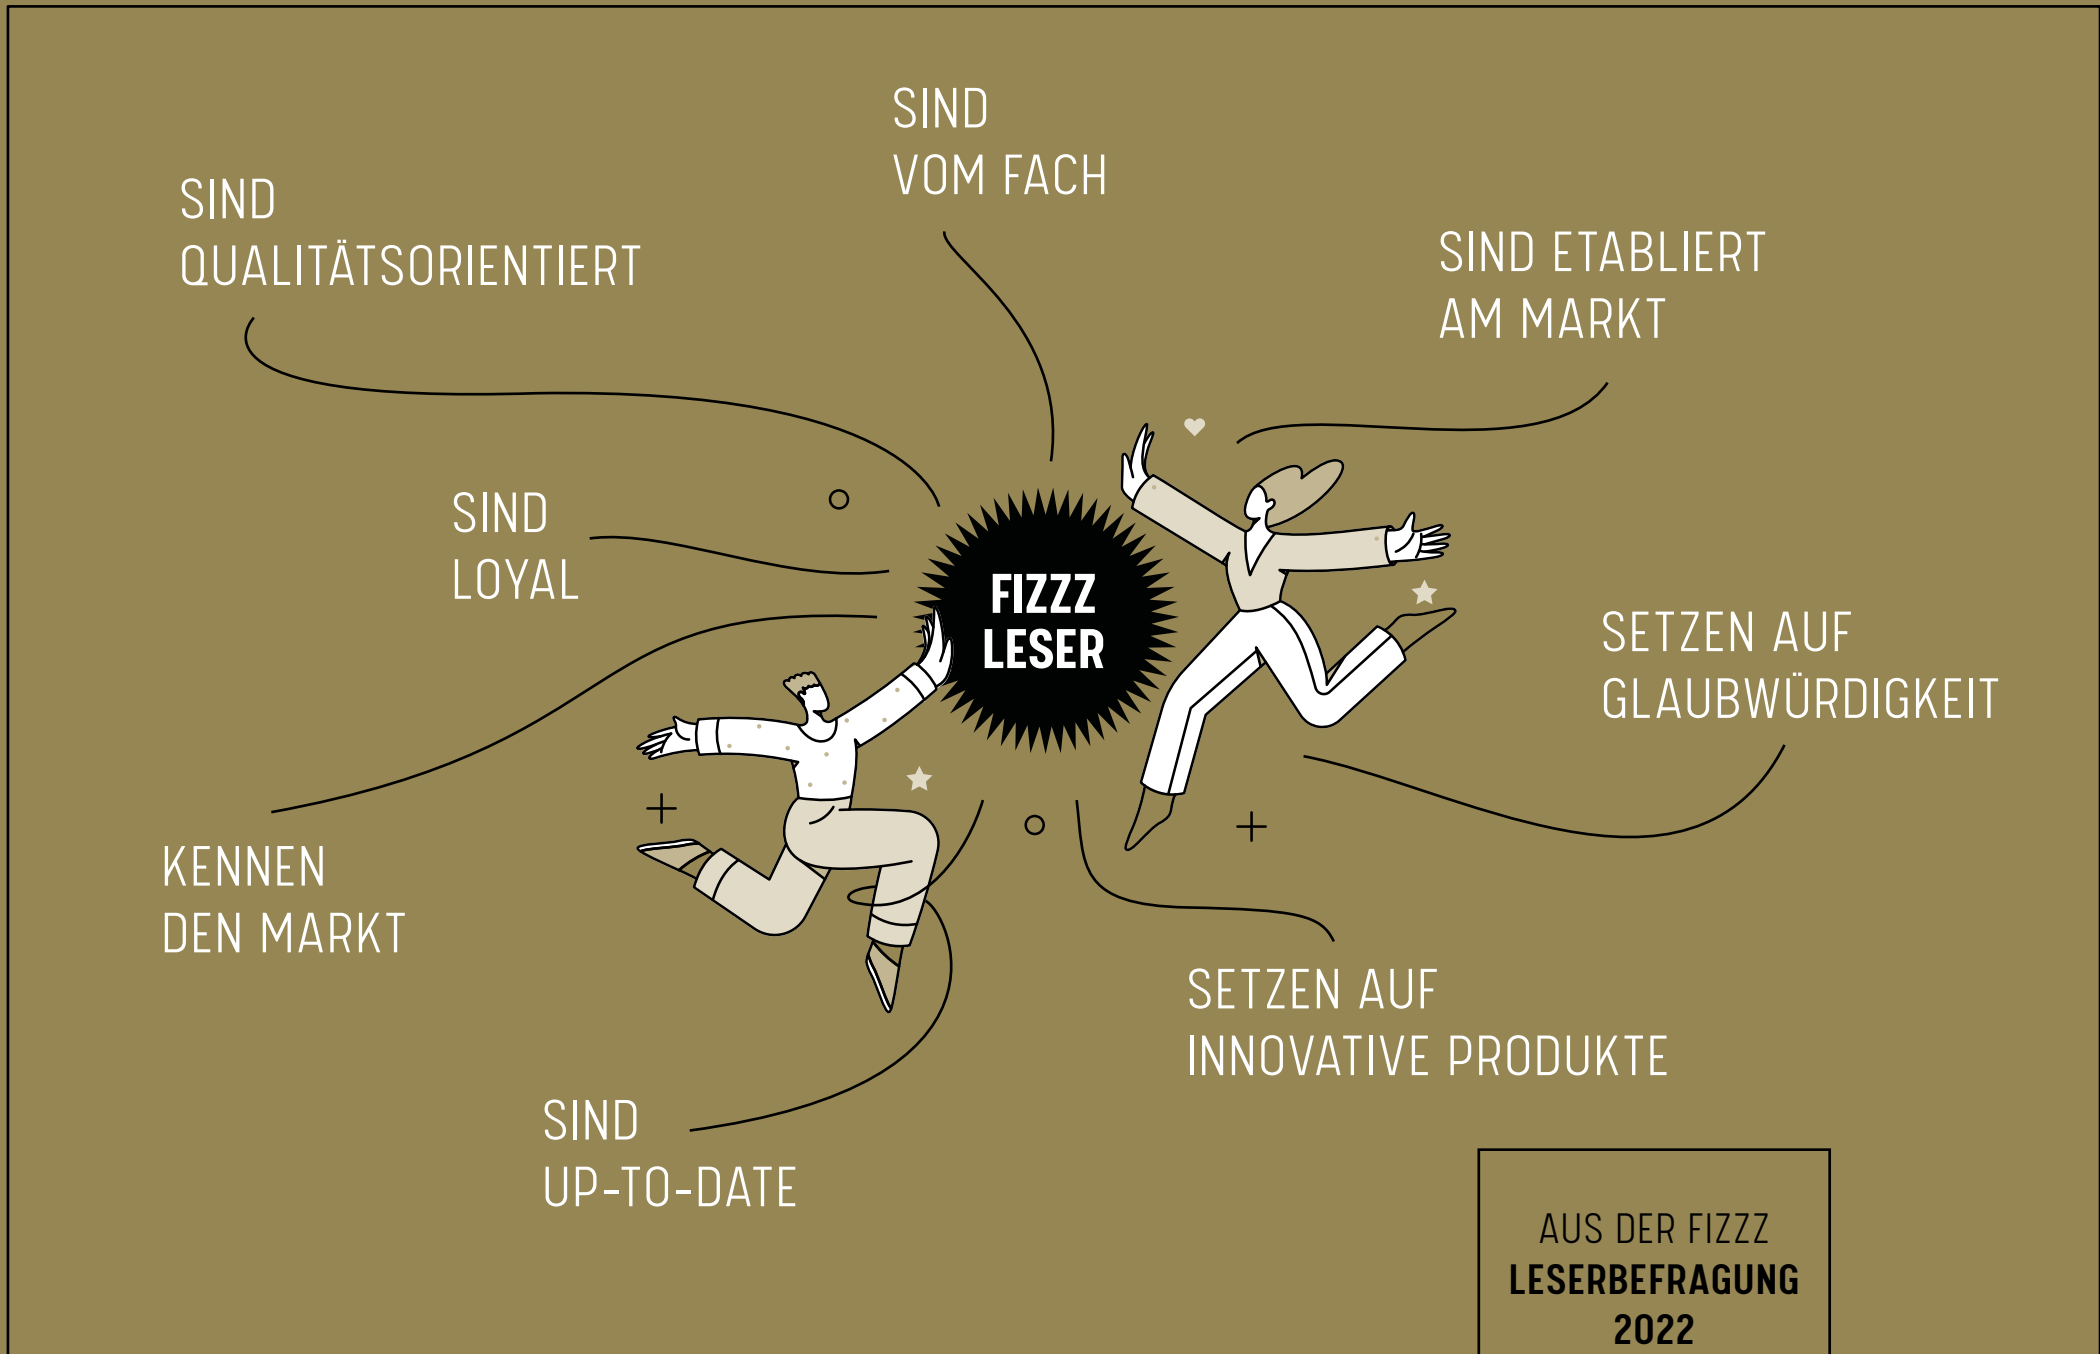 SIND
VOM FACH
SIND
QUALITÄTSORIENTIERT
SIND ETABLIERT
AM MARKT
SIND
LOYAL
FIZZZ
LESER
SETZEN AUF
GLAUBWÜRDIGKEIT
KENNEN
DEN MARKT
SETZEN AUF
INNOVATIVE PRODUKTE
SIND
UP-TO-DATE
AUS DER FIZZZ
LESERBEFRAGUNG
2022